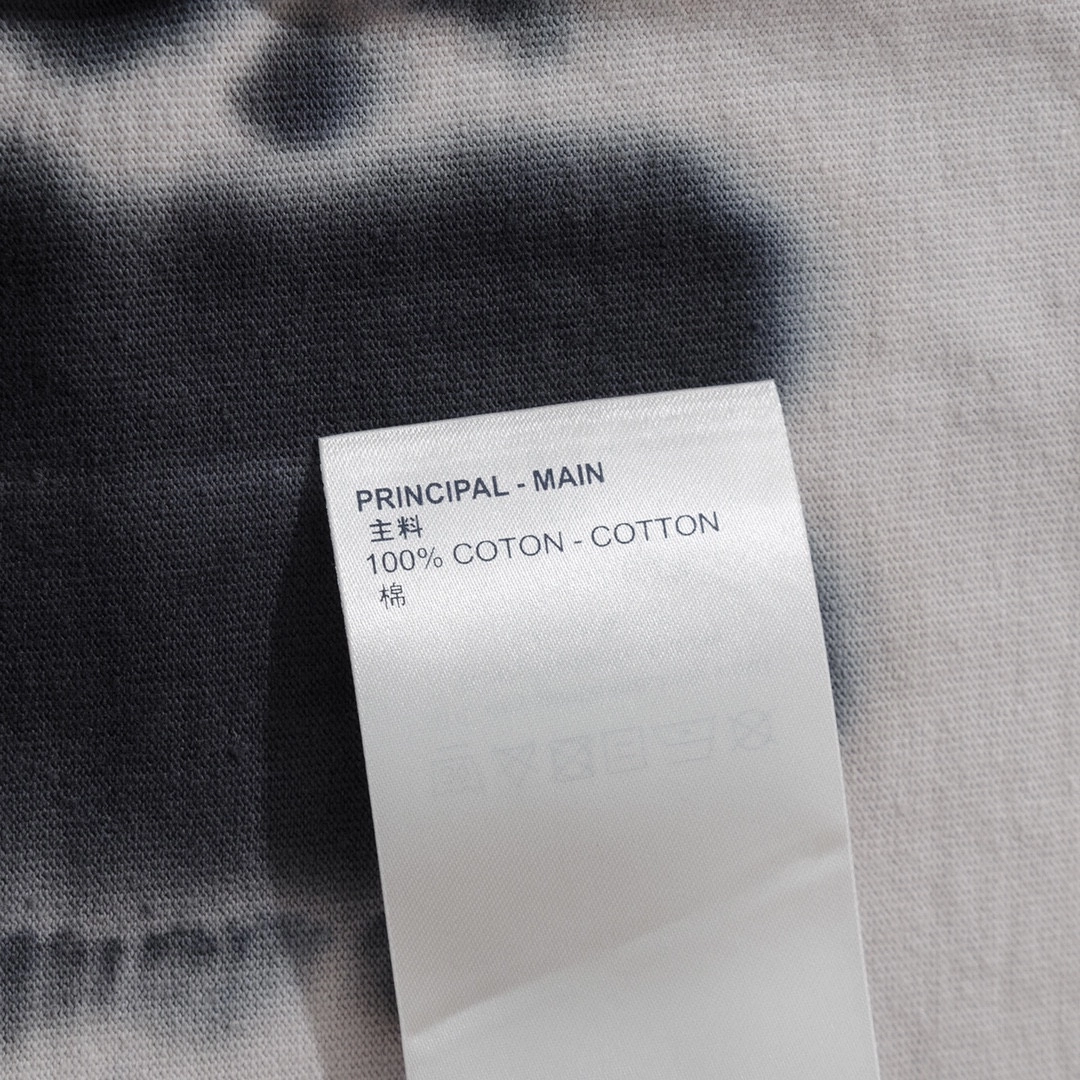 PRINCIPAL - MAIN
主料
100% COTON - COTTON
棉